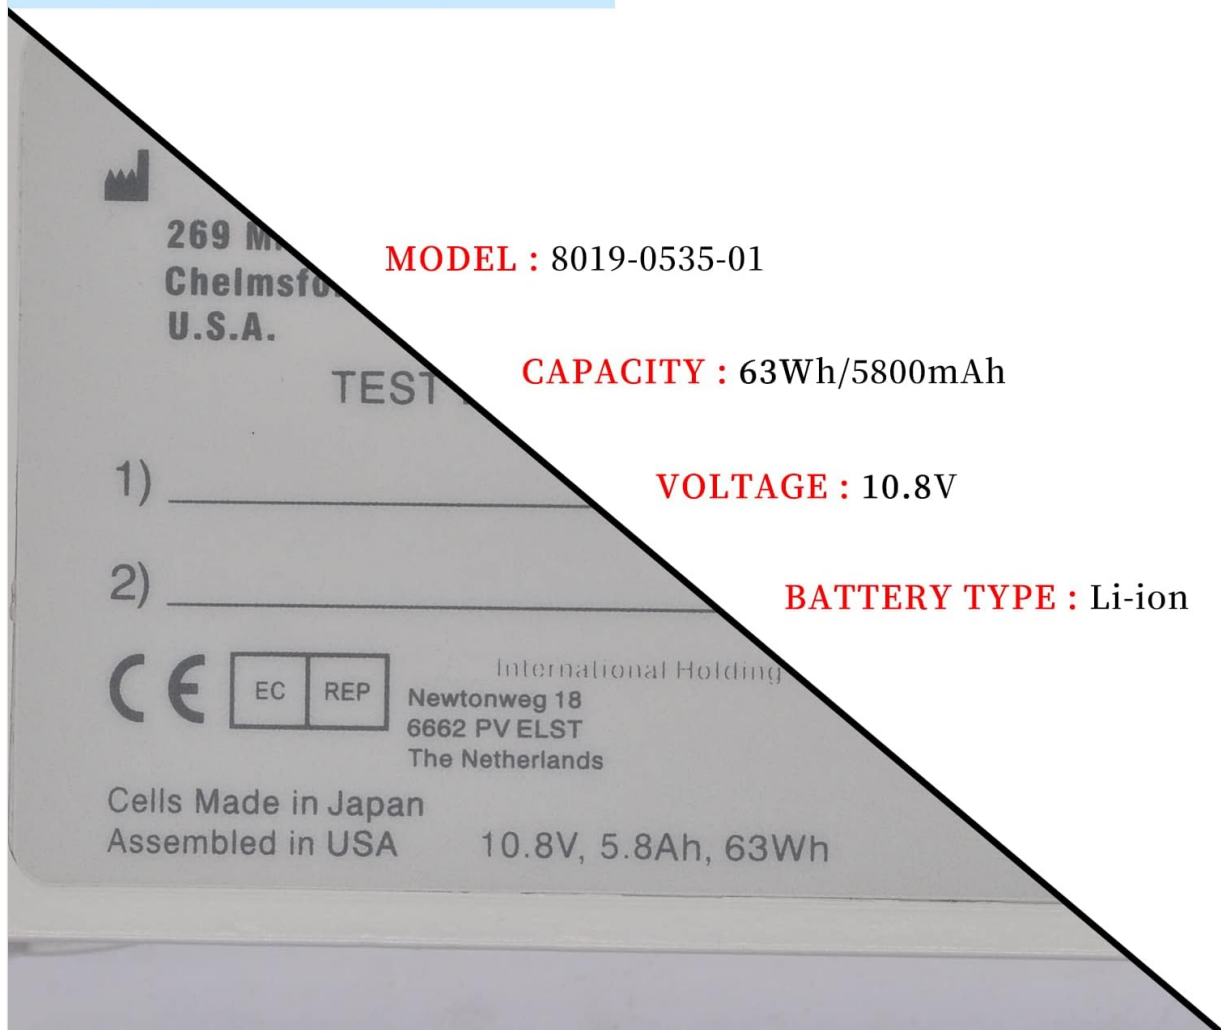 269
Chelmsfo
U.S.A.
TEST
1)
2)
CE EC REP
International Holding
Newtonweg 18
6662 PV ELST
The Netherlands
Cells Made in Japan
Assembled in USA
10.8V, 5.8Ah, 63Wh
MODEL : 8019-0535-01
CAPACITY : 63Wh/5800mAh
VOLTAGE : 10.8V
BATTERY TYPE : Li-ion